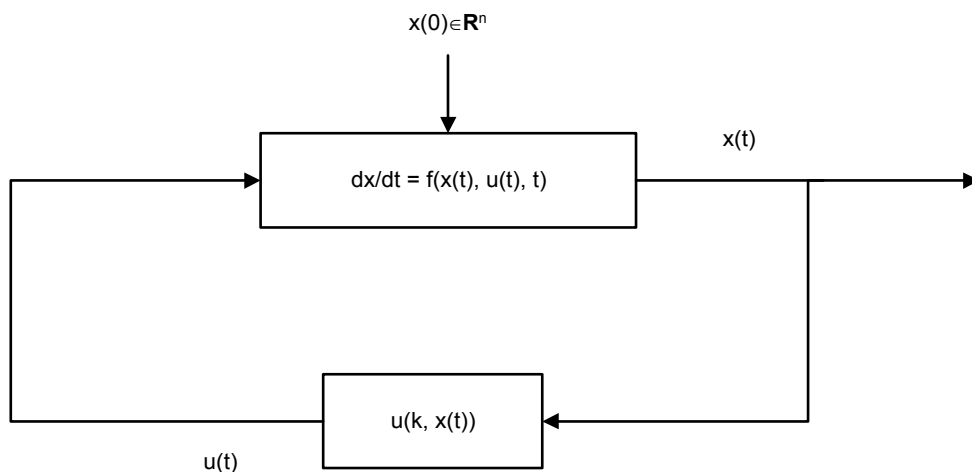 x(0)∈Rⁿ
x(t)
dx/dt = f(x(t), u(t), t)
u(k, x(t))
u(t)